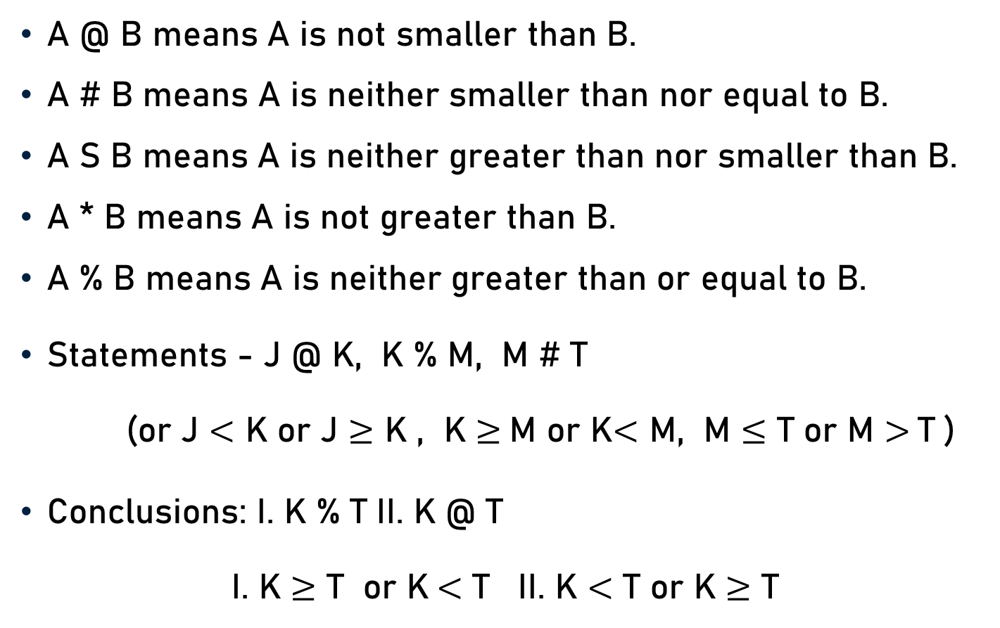 • A @ B means A is not smaller than B.
• A # B means A is neither smaller than nor equal to B.
• A S B means A is neither greater than nor smaller than B.
• A * B means A is not greater than B.
• A % B means A is neither greater than or equal to B.
• Statements - J @ K, K % M, M # T
(or J < K or J ≥ K , K ≥ M or K< M, M ≤ T or M > T )
• Conclusions: I. K % T II. K @ T
I. K ≥ T or K < T II. K < T or K ≥ T